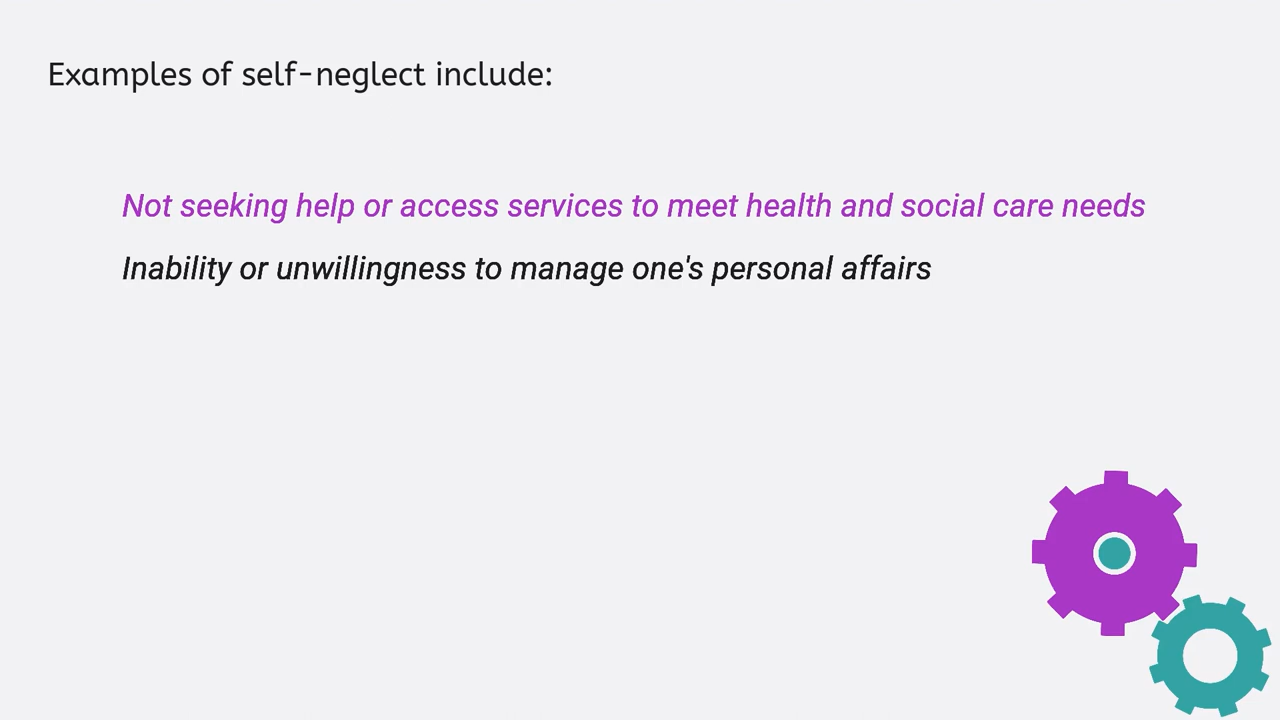 Examples of self-neglect include:
Not seeking help or access services to meet health and social care needs
Inability or unwillingness to manage one's personal affairs